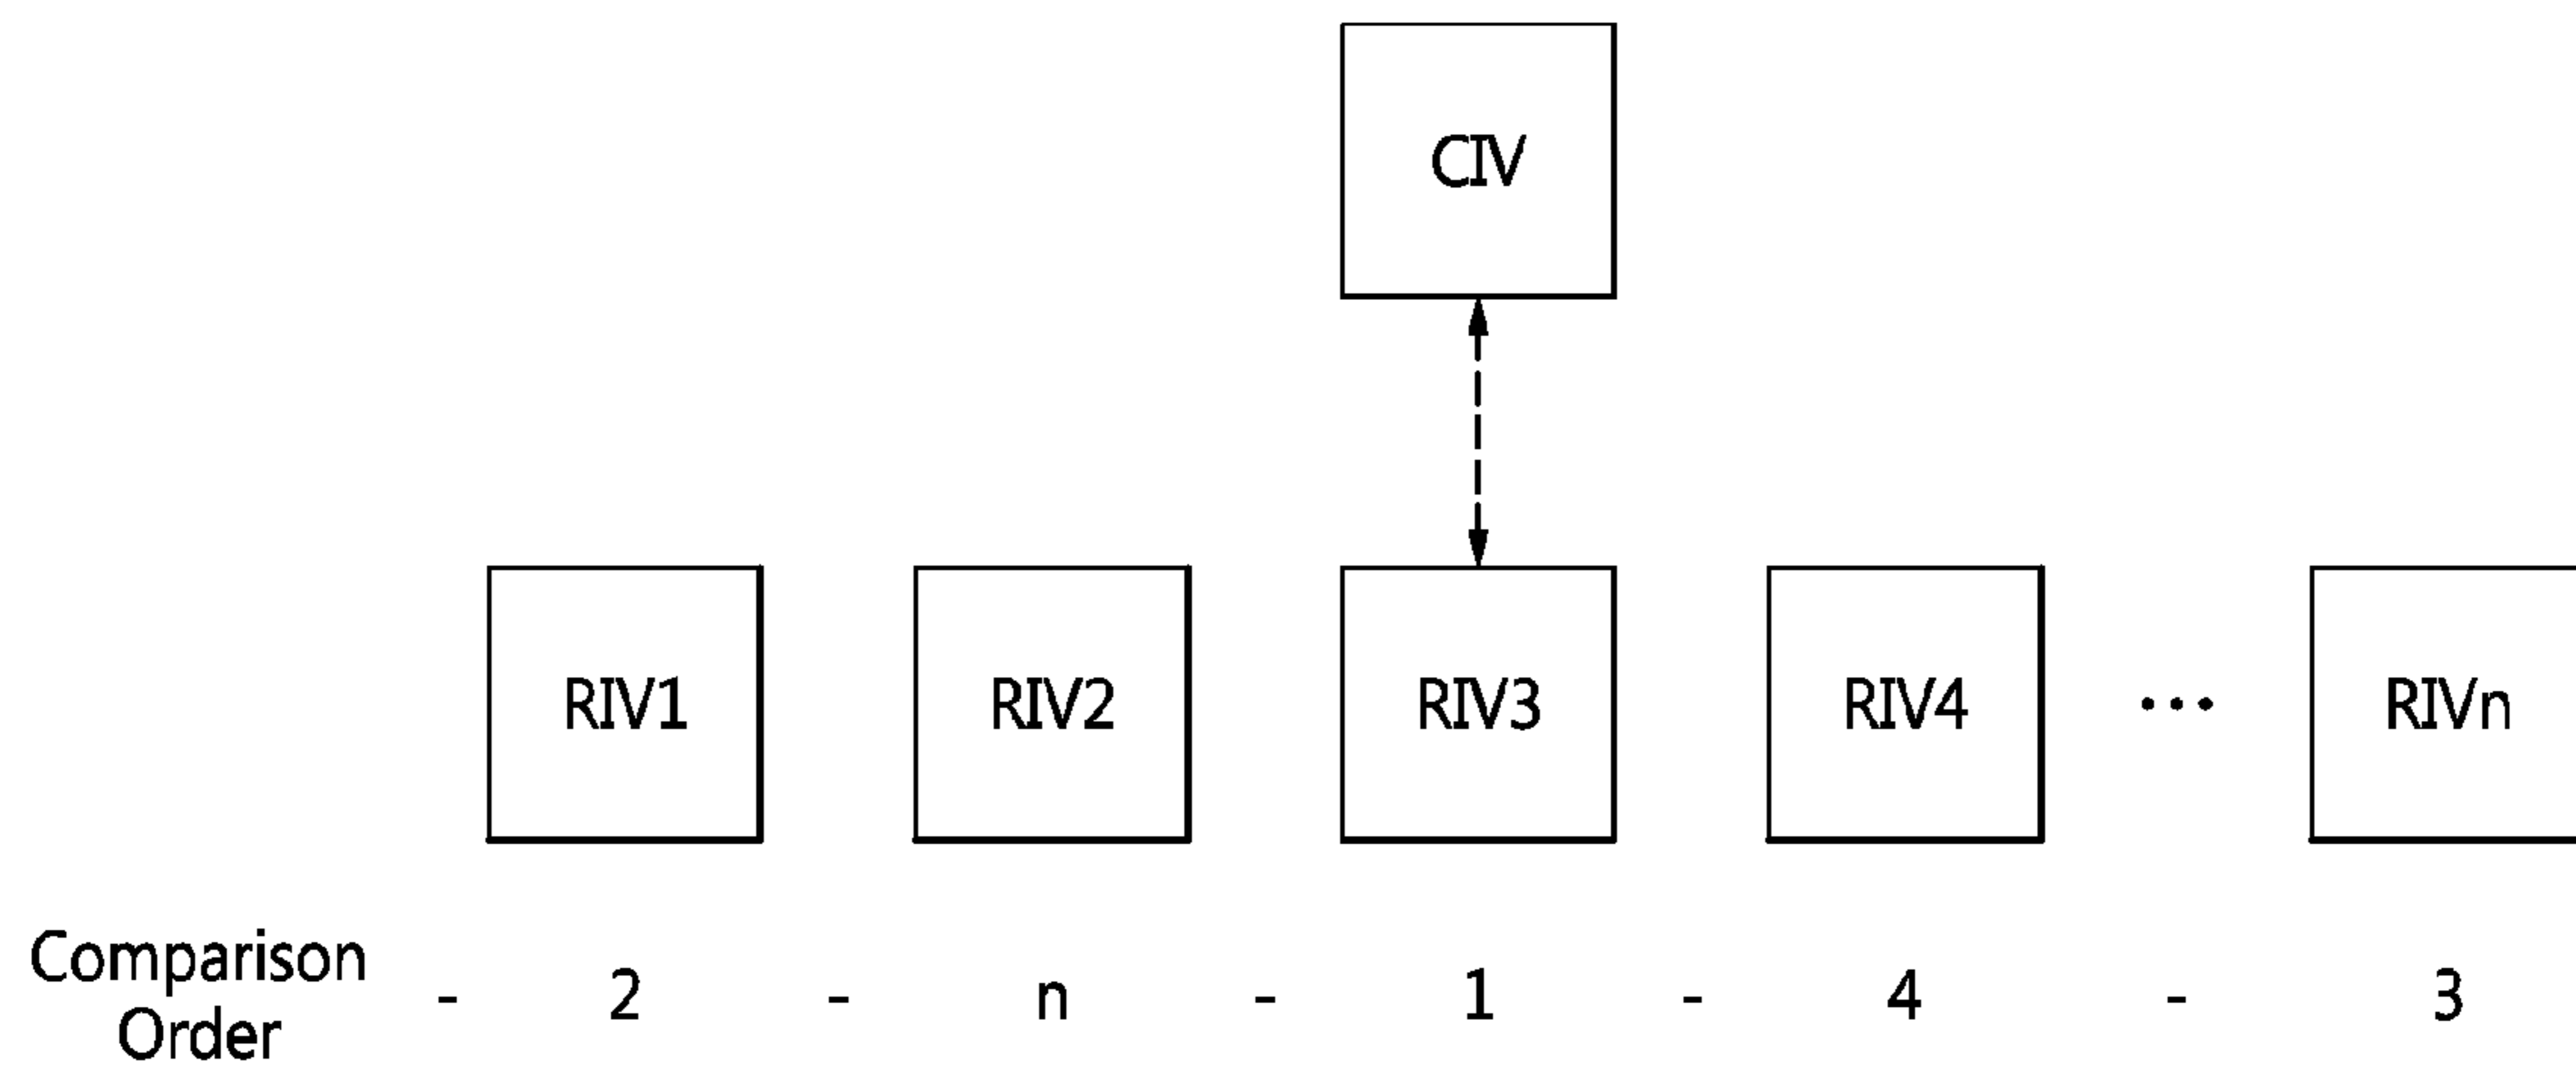 CIV
RIV1 RIV2 RIV3 RIV4 ... RIVn
Comparison
Order
- 2 - n - 1 - 4 - 3